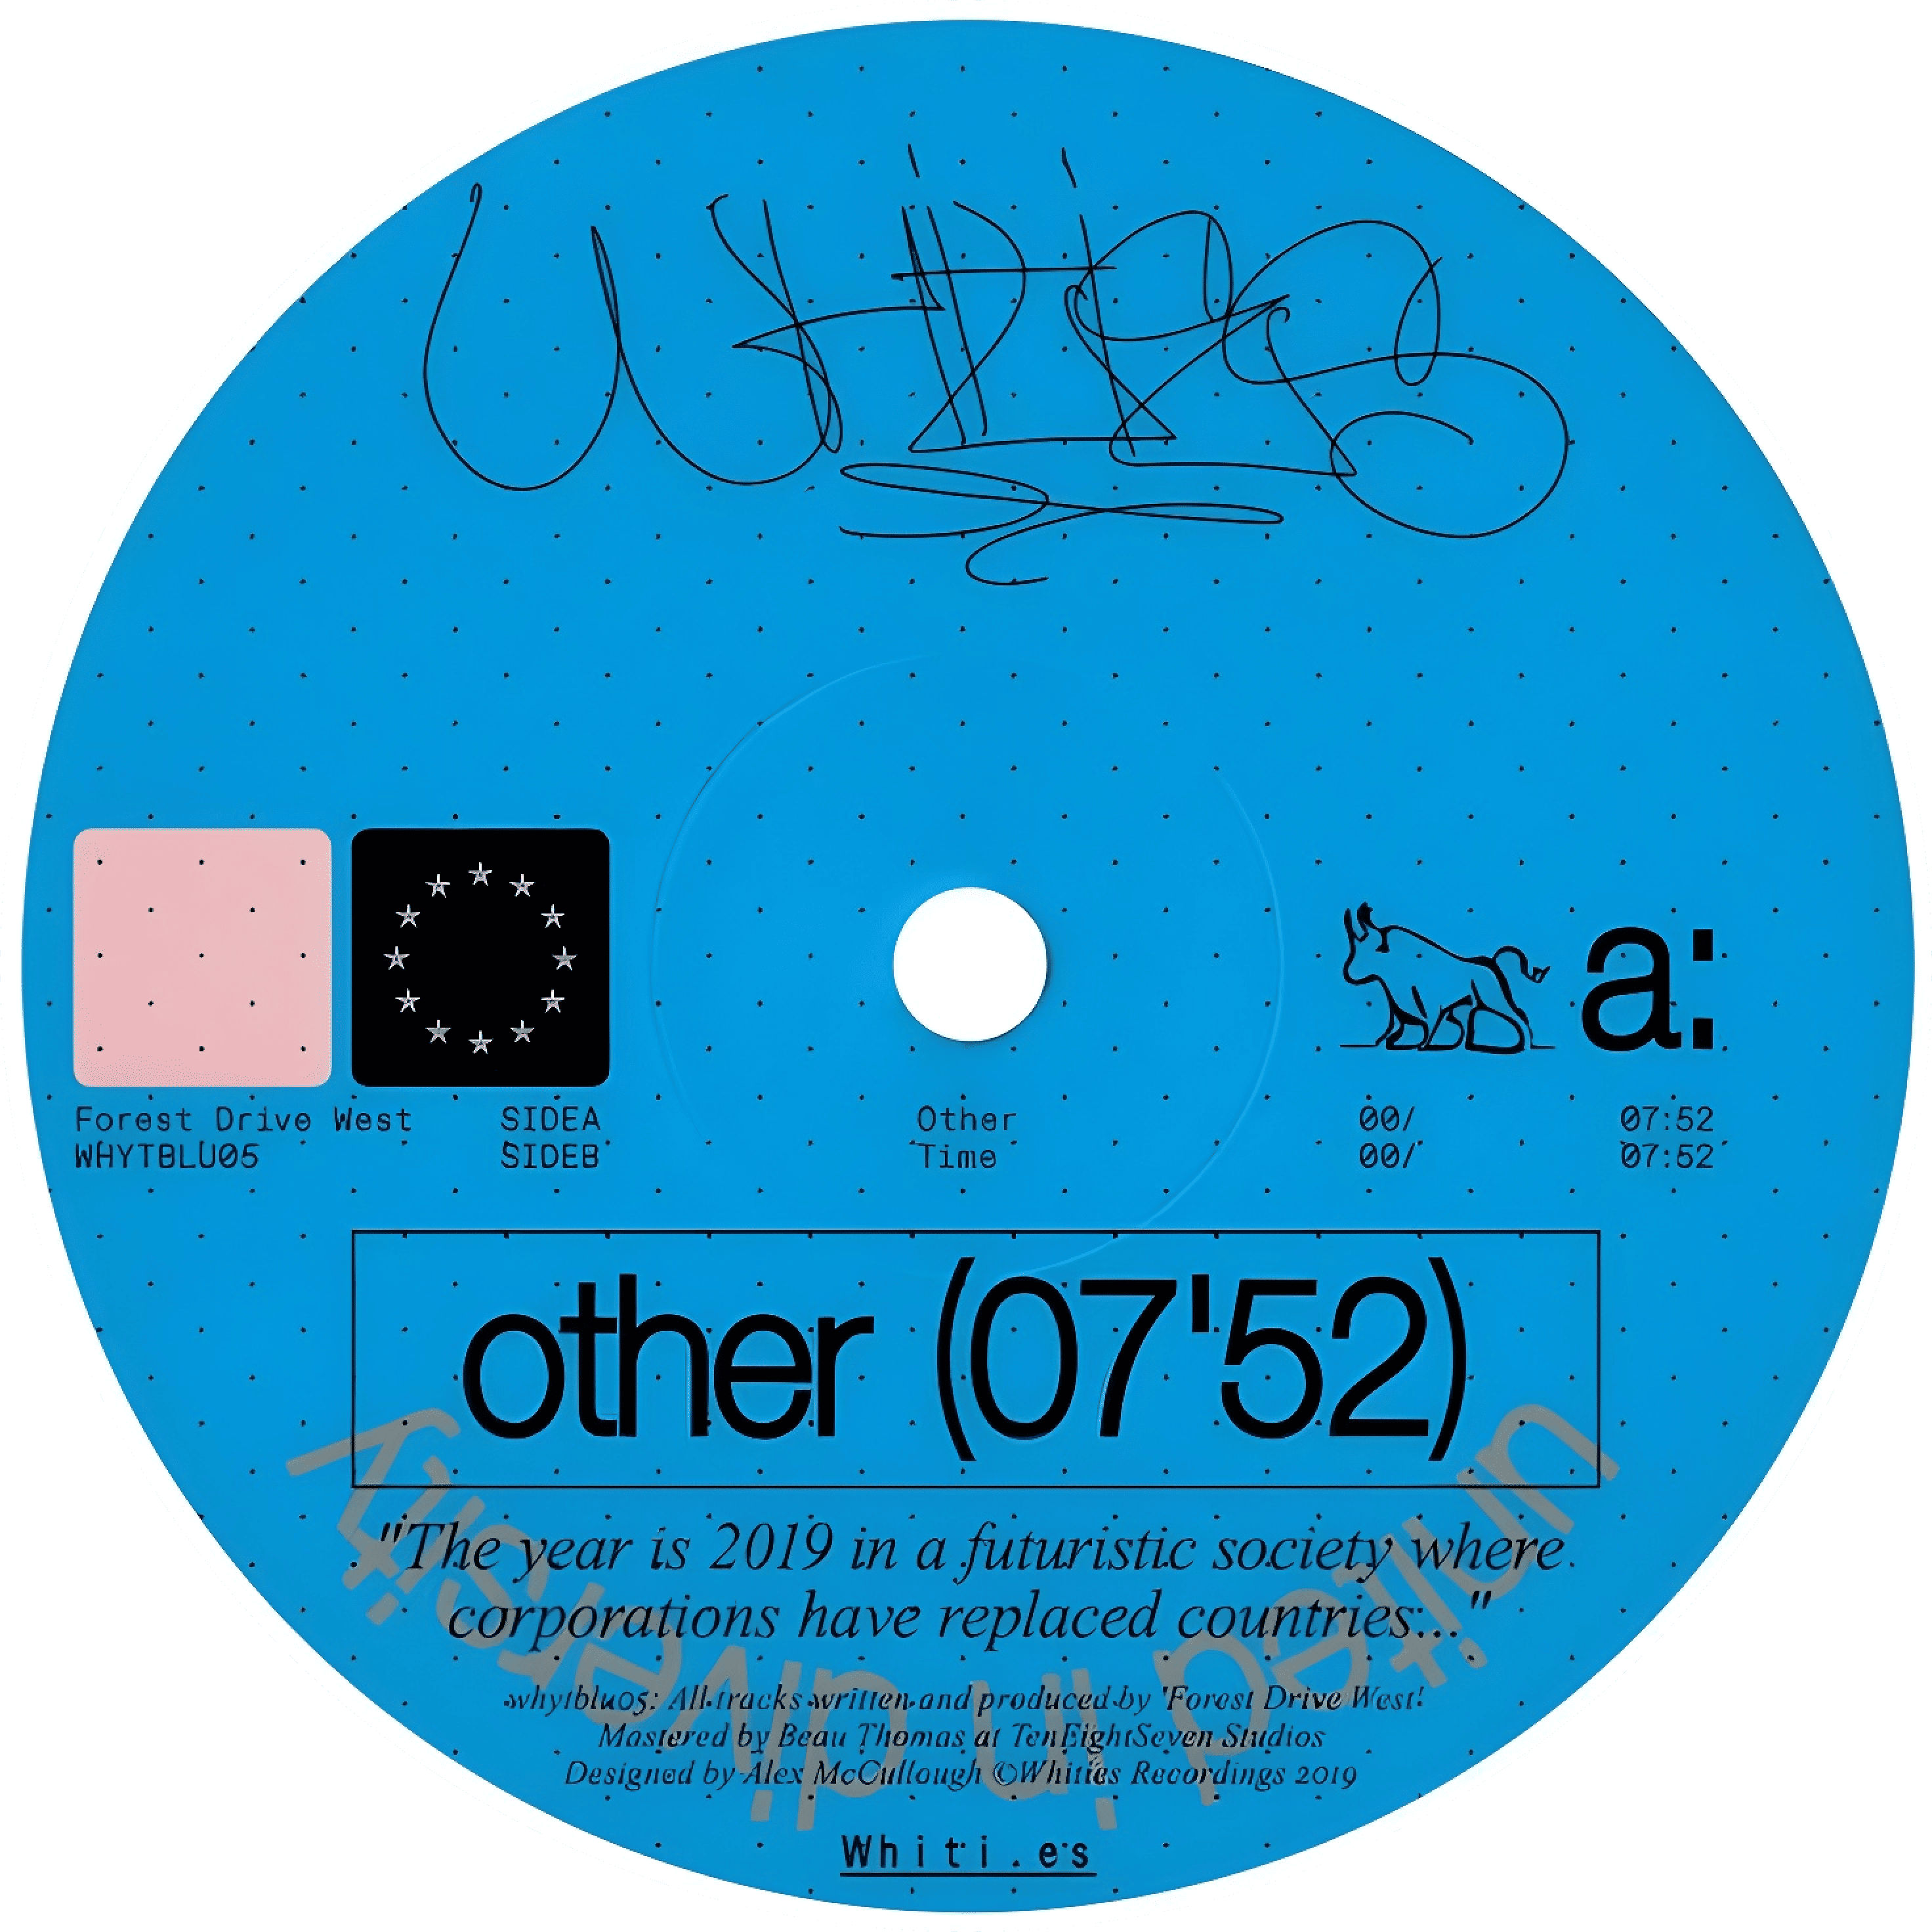 Whities
Forest Drive West SIDEA Other 00/ 07:52
WHYTBLU05 SIDEB Time 00/ 07:52
a:
other (07'52)
"The year is 2019 in a futuristic society where
corporations have replaced countries..."
whytblu05: All tracks written and produced by 'Forest Drive West'
Mastered by Beau Thomas at TenEightSeven Studios
Designed by Alex McCullough ©Whities Recordings 2019
united in diversity
Whiti.es